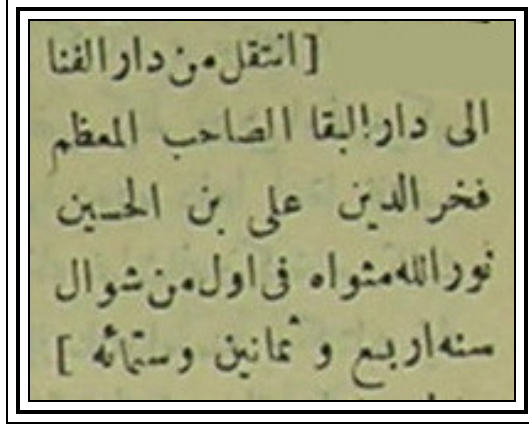 [انتقل من دار الفنا
الى دار البقا الصاحب المعظم
فخر الدين على بن الحسين
نور الله مثواه فى اول من شوال
سنه اربع و ثمانين وستمائه ]